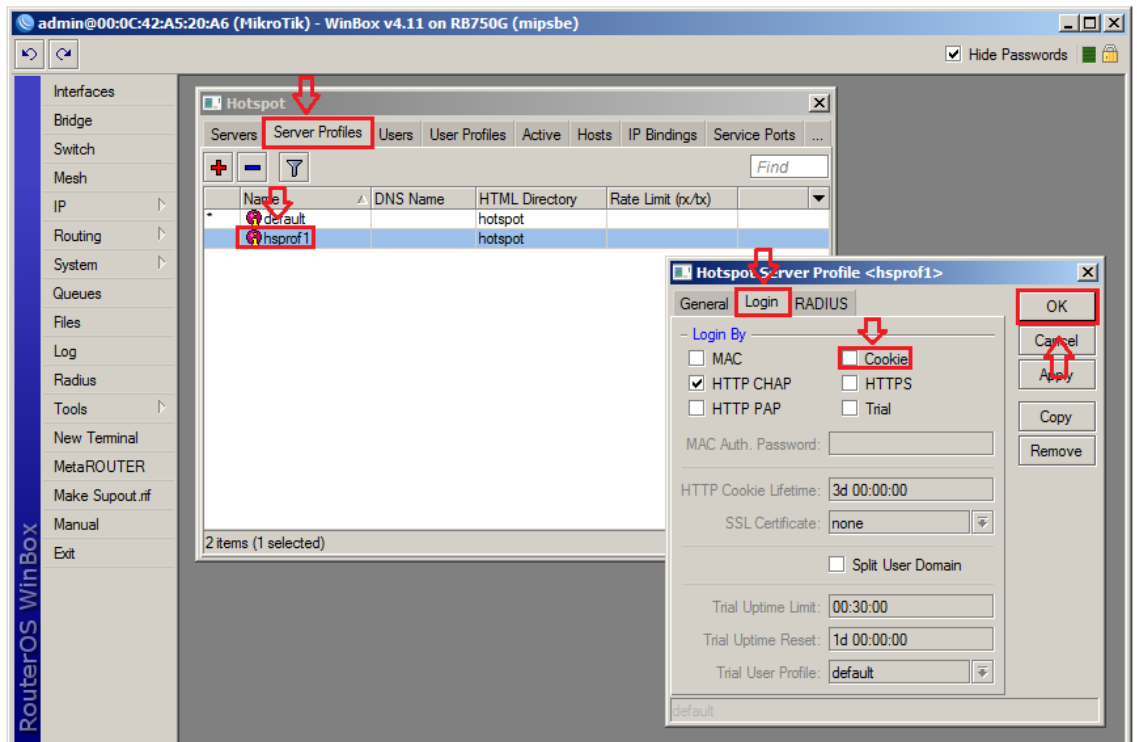 admin@00:0C:42:A5:20:A6 (MikroTik) - WinBox v4.11 on RB750G (mipsbe)
Hide Passwords
Interfaces
Bridge
Switch
Mesh
IP
Routing
System
Queues
Files
Log
Radius
Tools
New Terminal
MetaROUTER
Make Supout.rif
Manual
Exit
RouterOS WinBox
Hotspot
Servers Server Profiles Users User Profiles Active Hosts IP Bindings Service Ports ...
Find
Name DNS Name HTML Directory Rate Limit (rx/tx)
* default hotspot
hsprof1 hotspot
2 items (1 selected)
Hotspot Server Profile <hsprof1>
General Login RADIUS
Login By
MAC Cookie
HTTP CHAP HTTPS
HTTP PAP Trial
MAC Auth. Password:
HTTP Cookie Lifetime: 3d 00:00:00
SSL Certificate: none
Split User Domain
Trial Uptime Limit: 00:30:00
Trial Uptime Reset: 1d 00:00:00
Trial User Profile: default
default
OK
Cancel
Apply
Copy
Remove